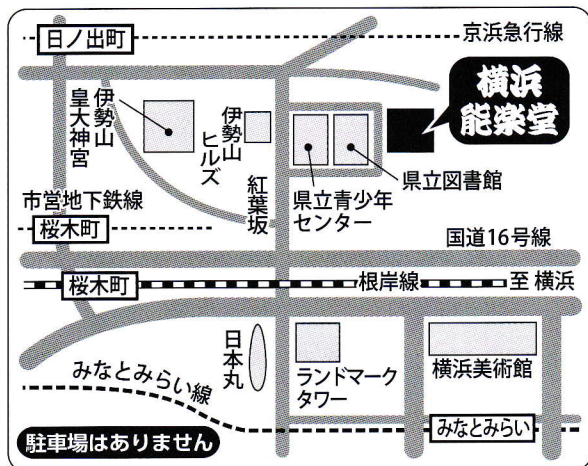 日ノ出町
京浜急行線
横浜
能楽堂
伊勢山
皇大神宮
伊勢山
ヒルズ
紅葉坂
県立青少年
センター
県立図書館
市営地下鉄線
桜木町
国道16号線
桜木町
根岸線
至 横浜
日本丸
ランドマーク
タワー
横浜美術館
みなとみらい線
みなとみらい
駐車場はありません